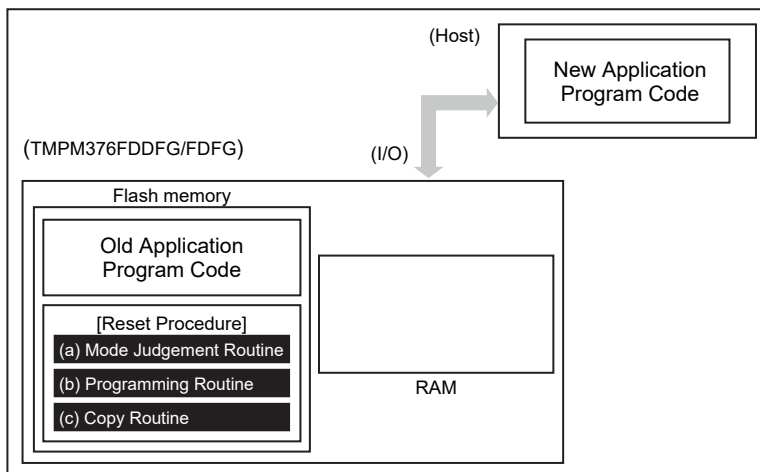 (Host)
New Application
Program Code
(TMPM376FDDFG/FDFG)
(I/O)
Flash memory
Old Application
Program Code
[Reset Procedure]
(a) Mode Judgement Routine
(b) Programming Routine
(c) Copy Routine
RAM